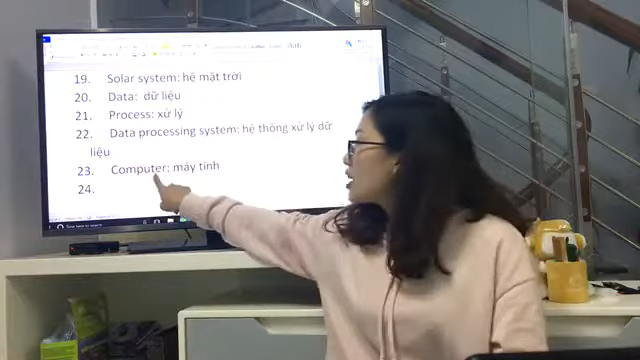 19. Solar system: hệ mặt trời
20. Data: dữ liệu
21. Process: xử lý
22. Data processing system: hệ thống xử lý dữ
liệu
23. Computer: máy tính
24.